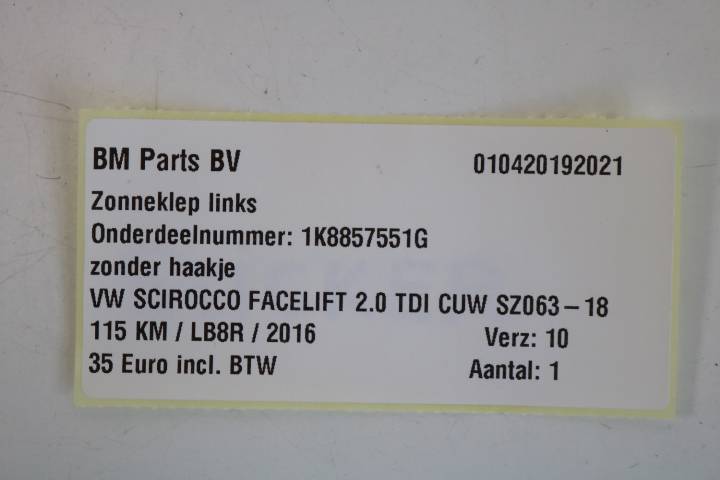 BM Parts BV 010420192021
Zonneklep links
Onderdeelnummer: 1K8857551G
zonder haakje
VW SCIROCCO FACELIFT 2.0 TDI CUW SZ063-18
115 KM / LB8R / 2016 Verz: 10
35 Euro incl. BTW Aantal: 1